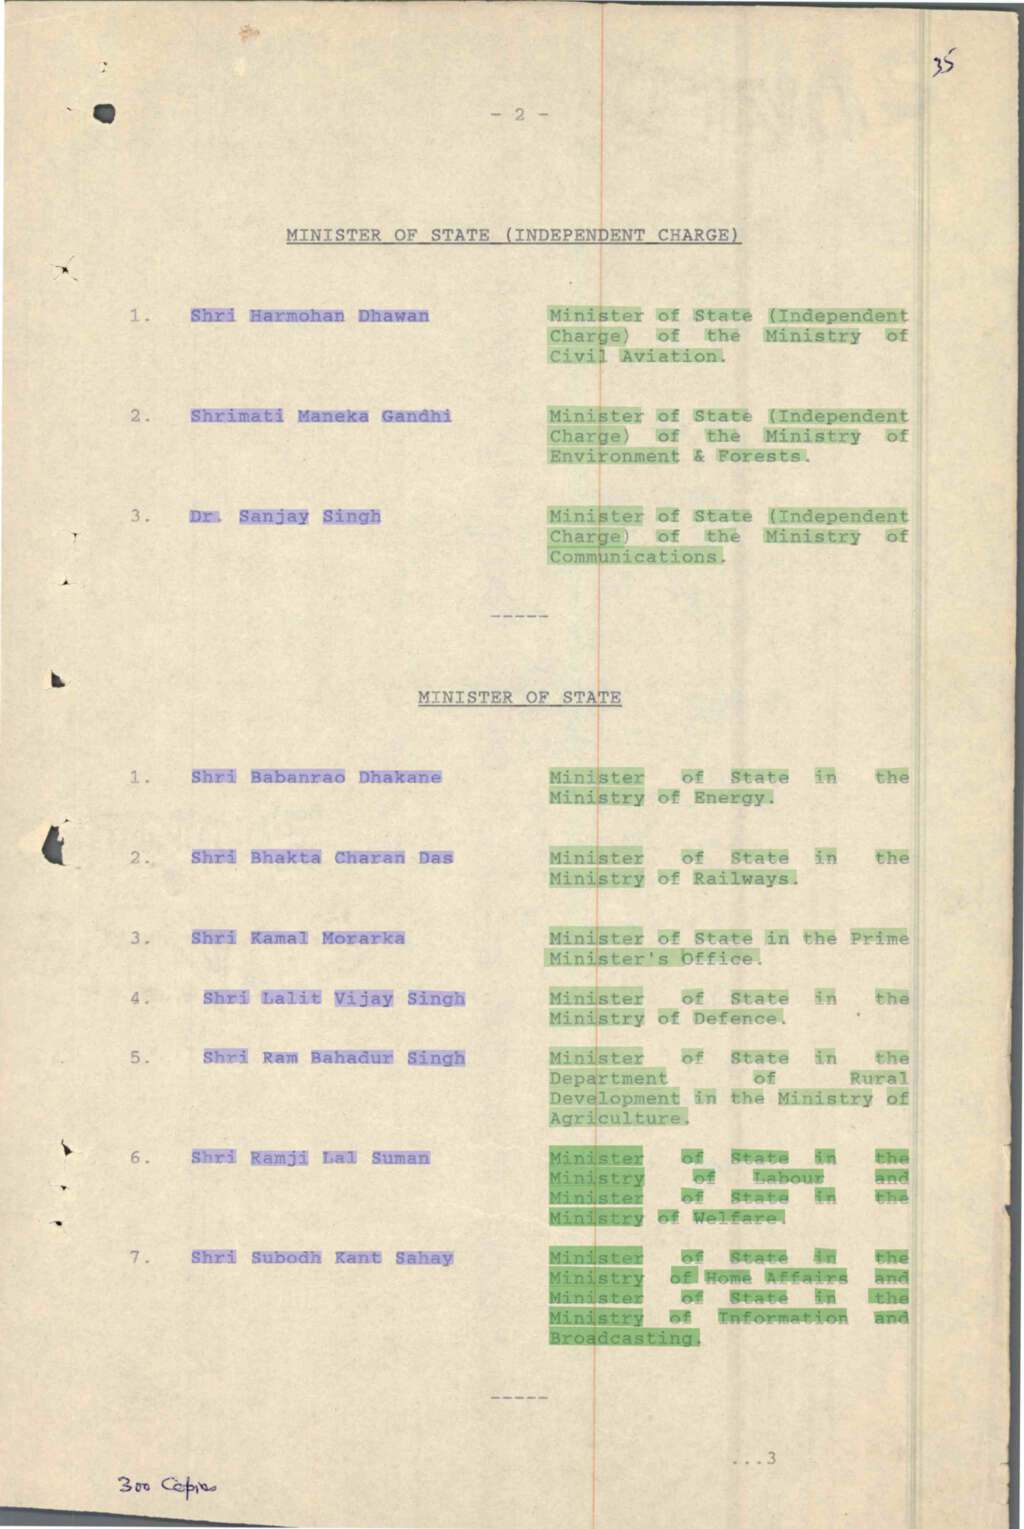 35
- 2 -
MINISTER OF STATE (INDEPENDENT CHARGE)
1. Shri Harmohan Dhawan Minister of State (Independent
Charge) of the Ministry of
Civil Aviation.
2. Shrimati Maneka Gandhi Minister of State (Independent
Charge) of the Ministry of
Environment & Forests.
3. Dr. Sanjay Singh Minister of State (Independent
Charge) of the Ministry of
Communications.
-----
MINISTER OF STATE
1. Shri Babanrao Dhakane Minister of State in the
Ministry of Energy.
2. Shri Bhakta Charan Das Minister of State in the
Ministry of Railways.
3. Shri Kamal Morarka Minister of State in the Prime
Minister's Office.
4. Shri Lalit Vijay Singh Minister of State in the
Ministry of Defence.
5. Shri Ram Bahadur Singh Minister of State in the
Department of Rural
Development in the Ministry of
Agriculture.
6. Shri Ramji Lal Suman Minister of State in the
Ministry of Labour and
Minister of State in the
Ministry of Welfare.
7. Shri Subodh Kant Sahay Minister of State in the
Ministry of Home Affairs and
Minister of State in the
Ministry of Information and
Broadcasting.
-----
...3
300 Copies